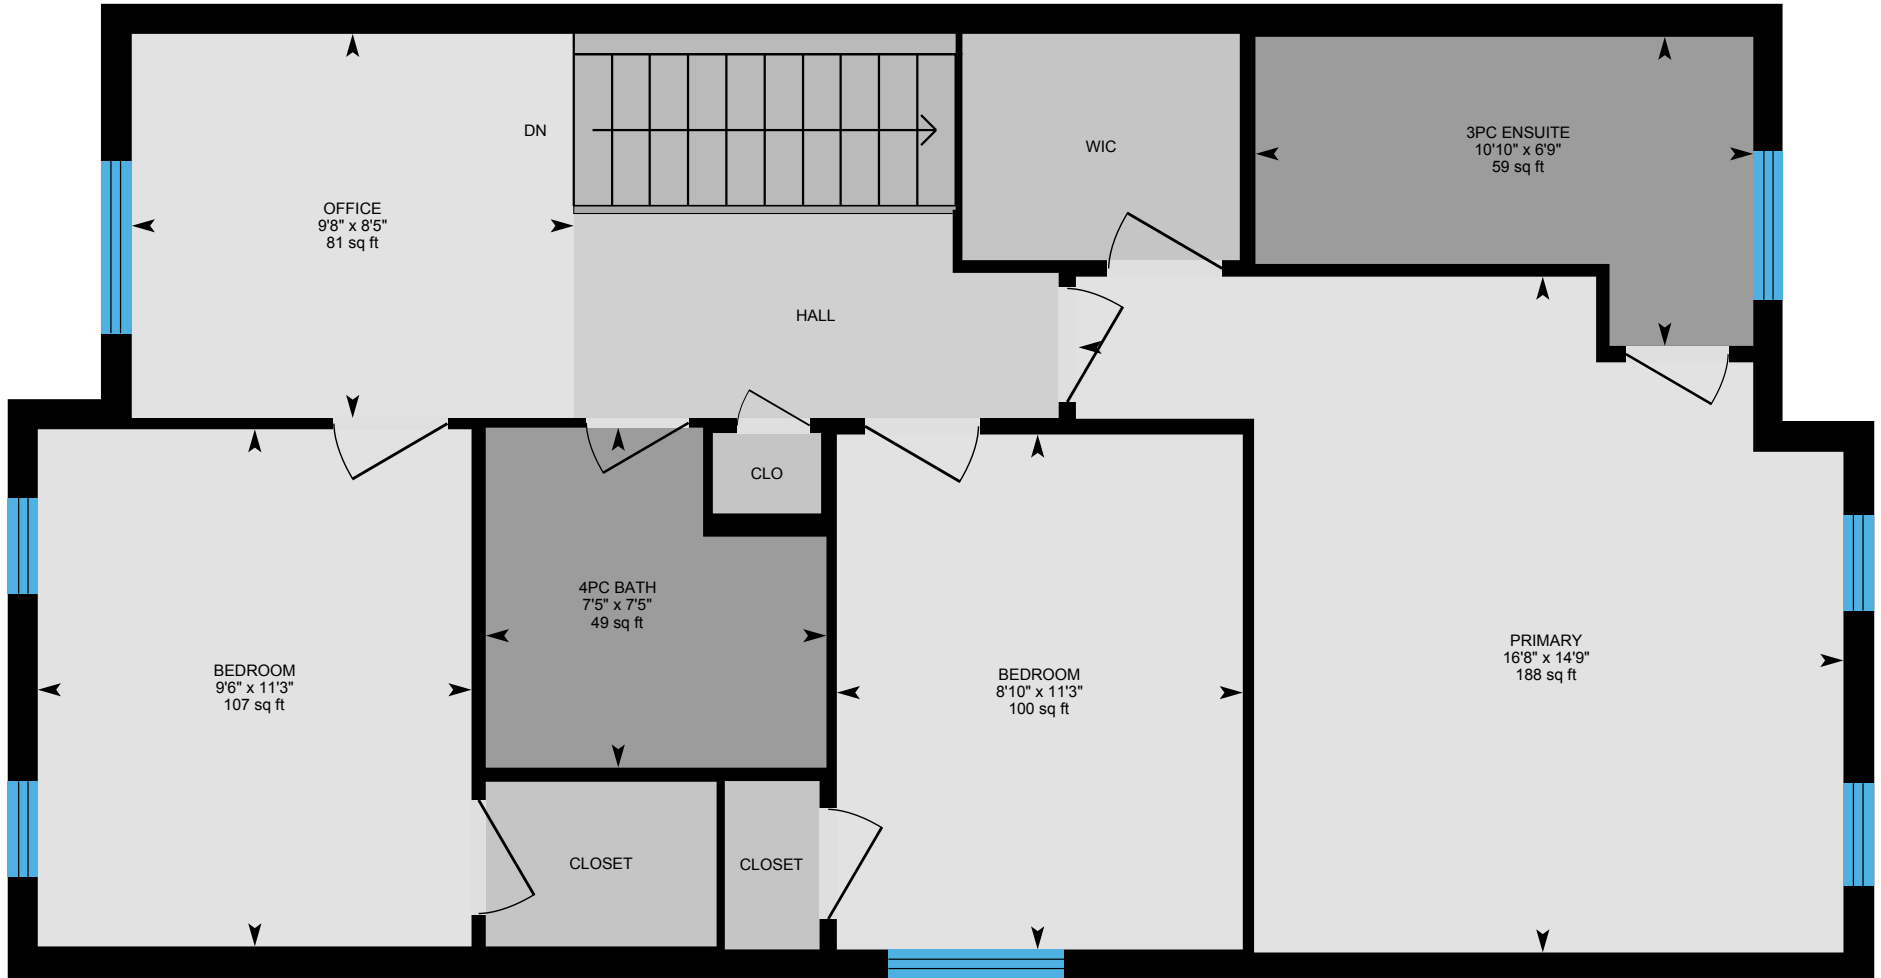 DN
WIC
3PC ENSUITE
10'10" x 6'9"
59 sq ft
OFFICE
9'8" x 8'5"
81 sq ft
HALL
CLO
4PC BATH
7'5" x 7'5"
49 sq ft
BEDROOM
9'6" x 11'3"
107 sq ft
BEDROOM
8'10" x 11'3"
100 sq ft
PRIMARY
16'8" x 14'9"
188 sq ft
CLOSET
CLOSET